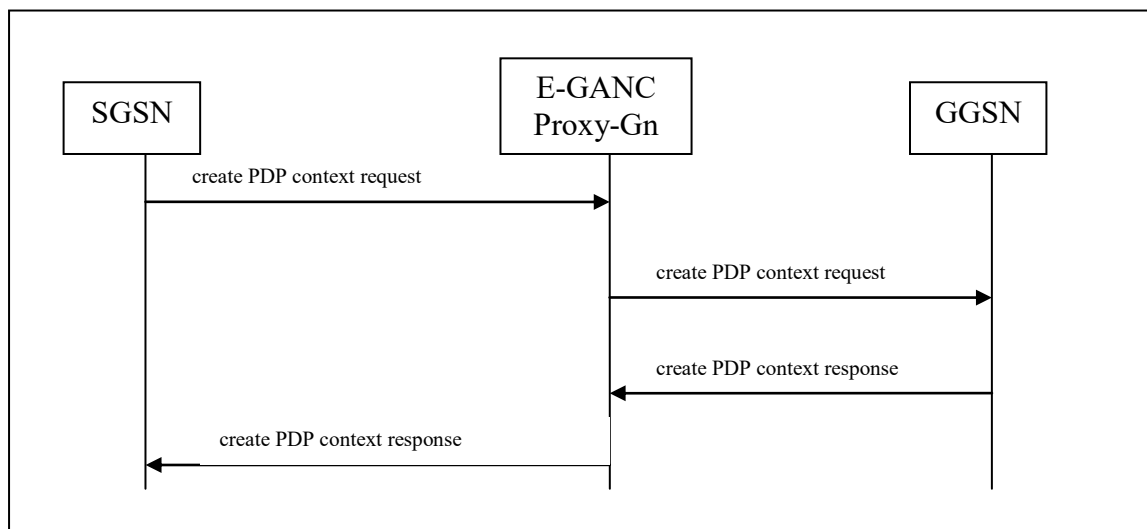 SGSN
E-GANC
Proxy-Gn
GGSN
create PDP context request
create PDP context request
create PDP context response
create PDP context response